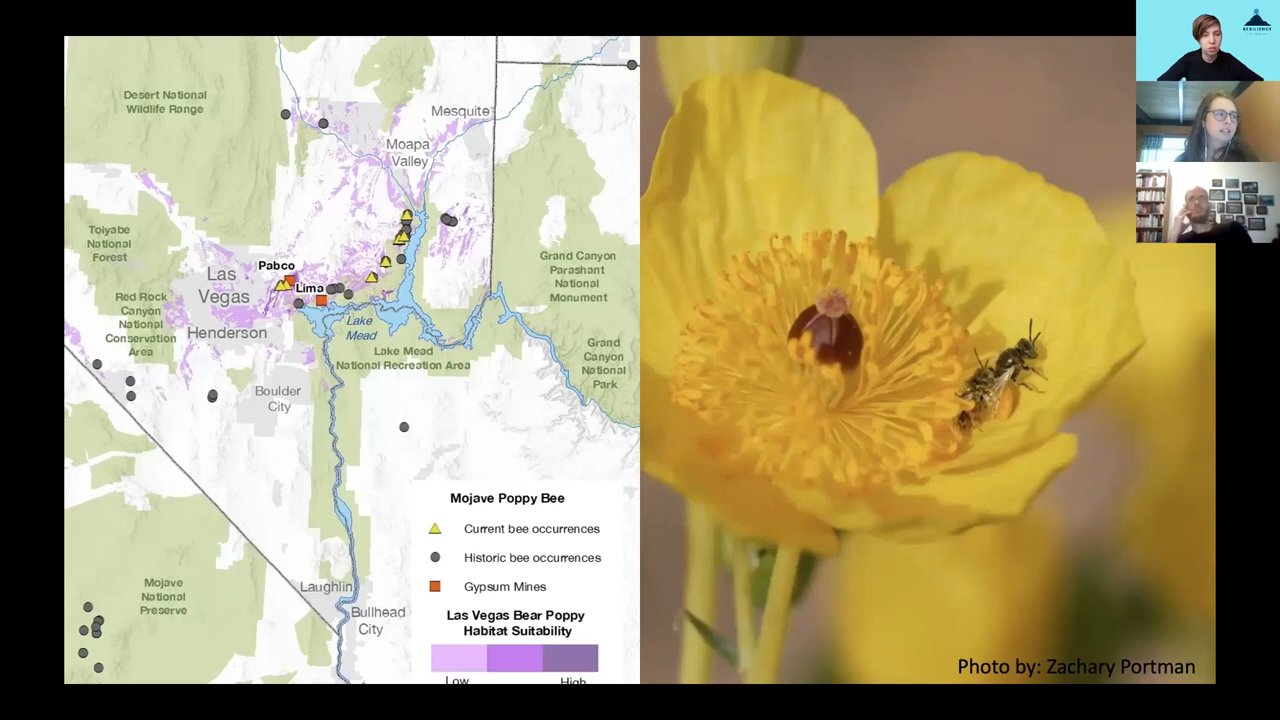 Desert National
Wildlife Range
Mesquite
Moapa
Valley
Toiyabe
National
Forest
Pabco
Las
Vegas
Lima
Grand Canyon
Parashant
National
Monument
Red Rock
Canyon
National
Conservation
Area
Henderson
Lake
Mead
Lake Mead
National Recreation Area
Grand
Canyon
National
Park
Boulder
City
Mojave
National
Preserve
Laughlin
Bullhead
City
Mojave Poppy Bee
Current bee occurrences
Historic bee occurrences
Gypsum Mines
Las Vegas Bear Poppy
Habitat Suitability
Low
High
Photo by: Zachary Portman
RESILIENCE